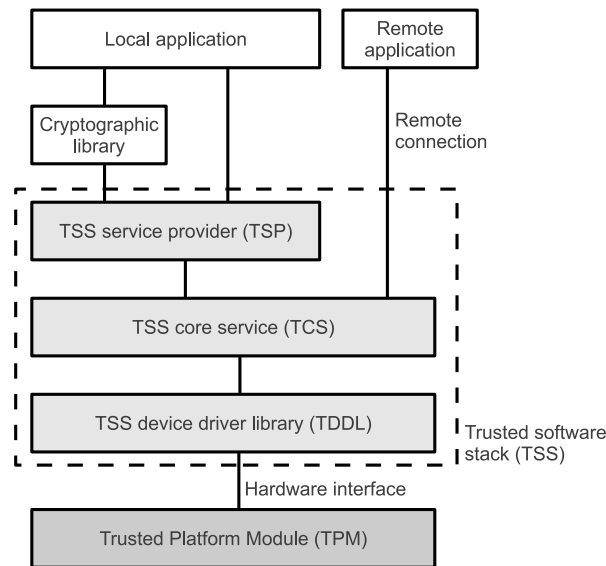 Local application
Remote
application
Cryptographic
library
Remote
connection
TSS service provider (TSP)
TSS core service (TCS)
TSS device driver library (TDDL)
Trusted software
stack (TSS)
Hardware interface
Trusted Platform Module (TPM)